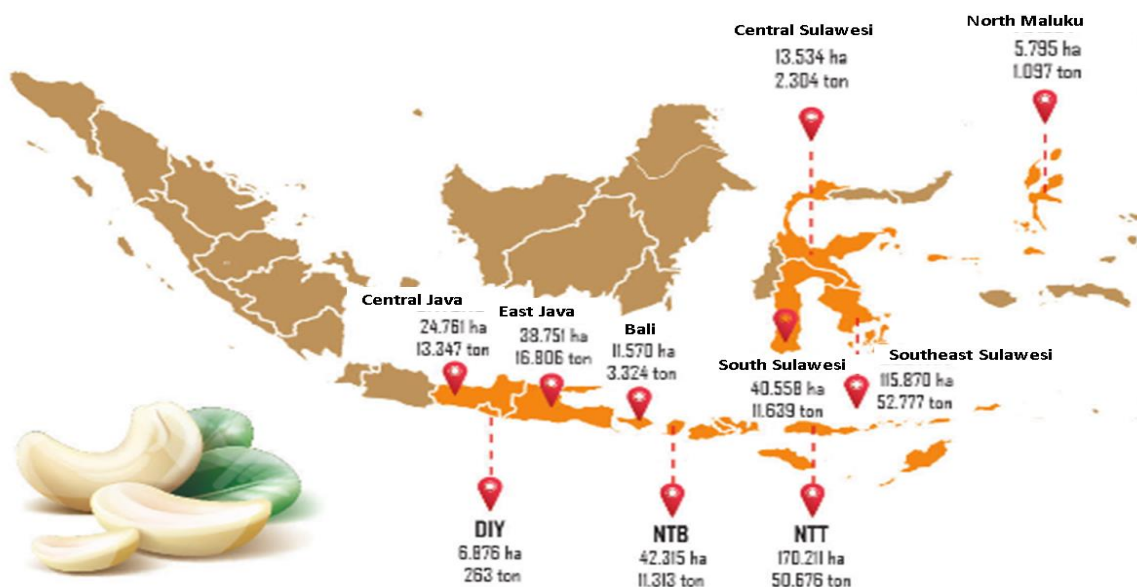 North Maluku
5.795 ha
1.097 ton
Central Sulawesi
13.534 ha
2.304 ton
Central Java
24.761 ha
13.347 ton
East Java
38.751 ha
16.806 ton
Bali
11.570 ha
3.324 ton
South Sulawesi
40.558 ha
11.639 ton
Southeast Sulawesi
115.870 ha
52.777 ton
DIY
6.876 ha
263 ton
NTB
42.315 ha
11.313 ton
NTT
170.211 ha
50.676 ton